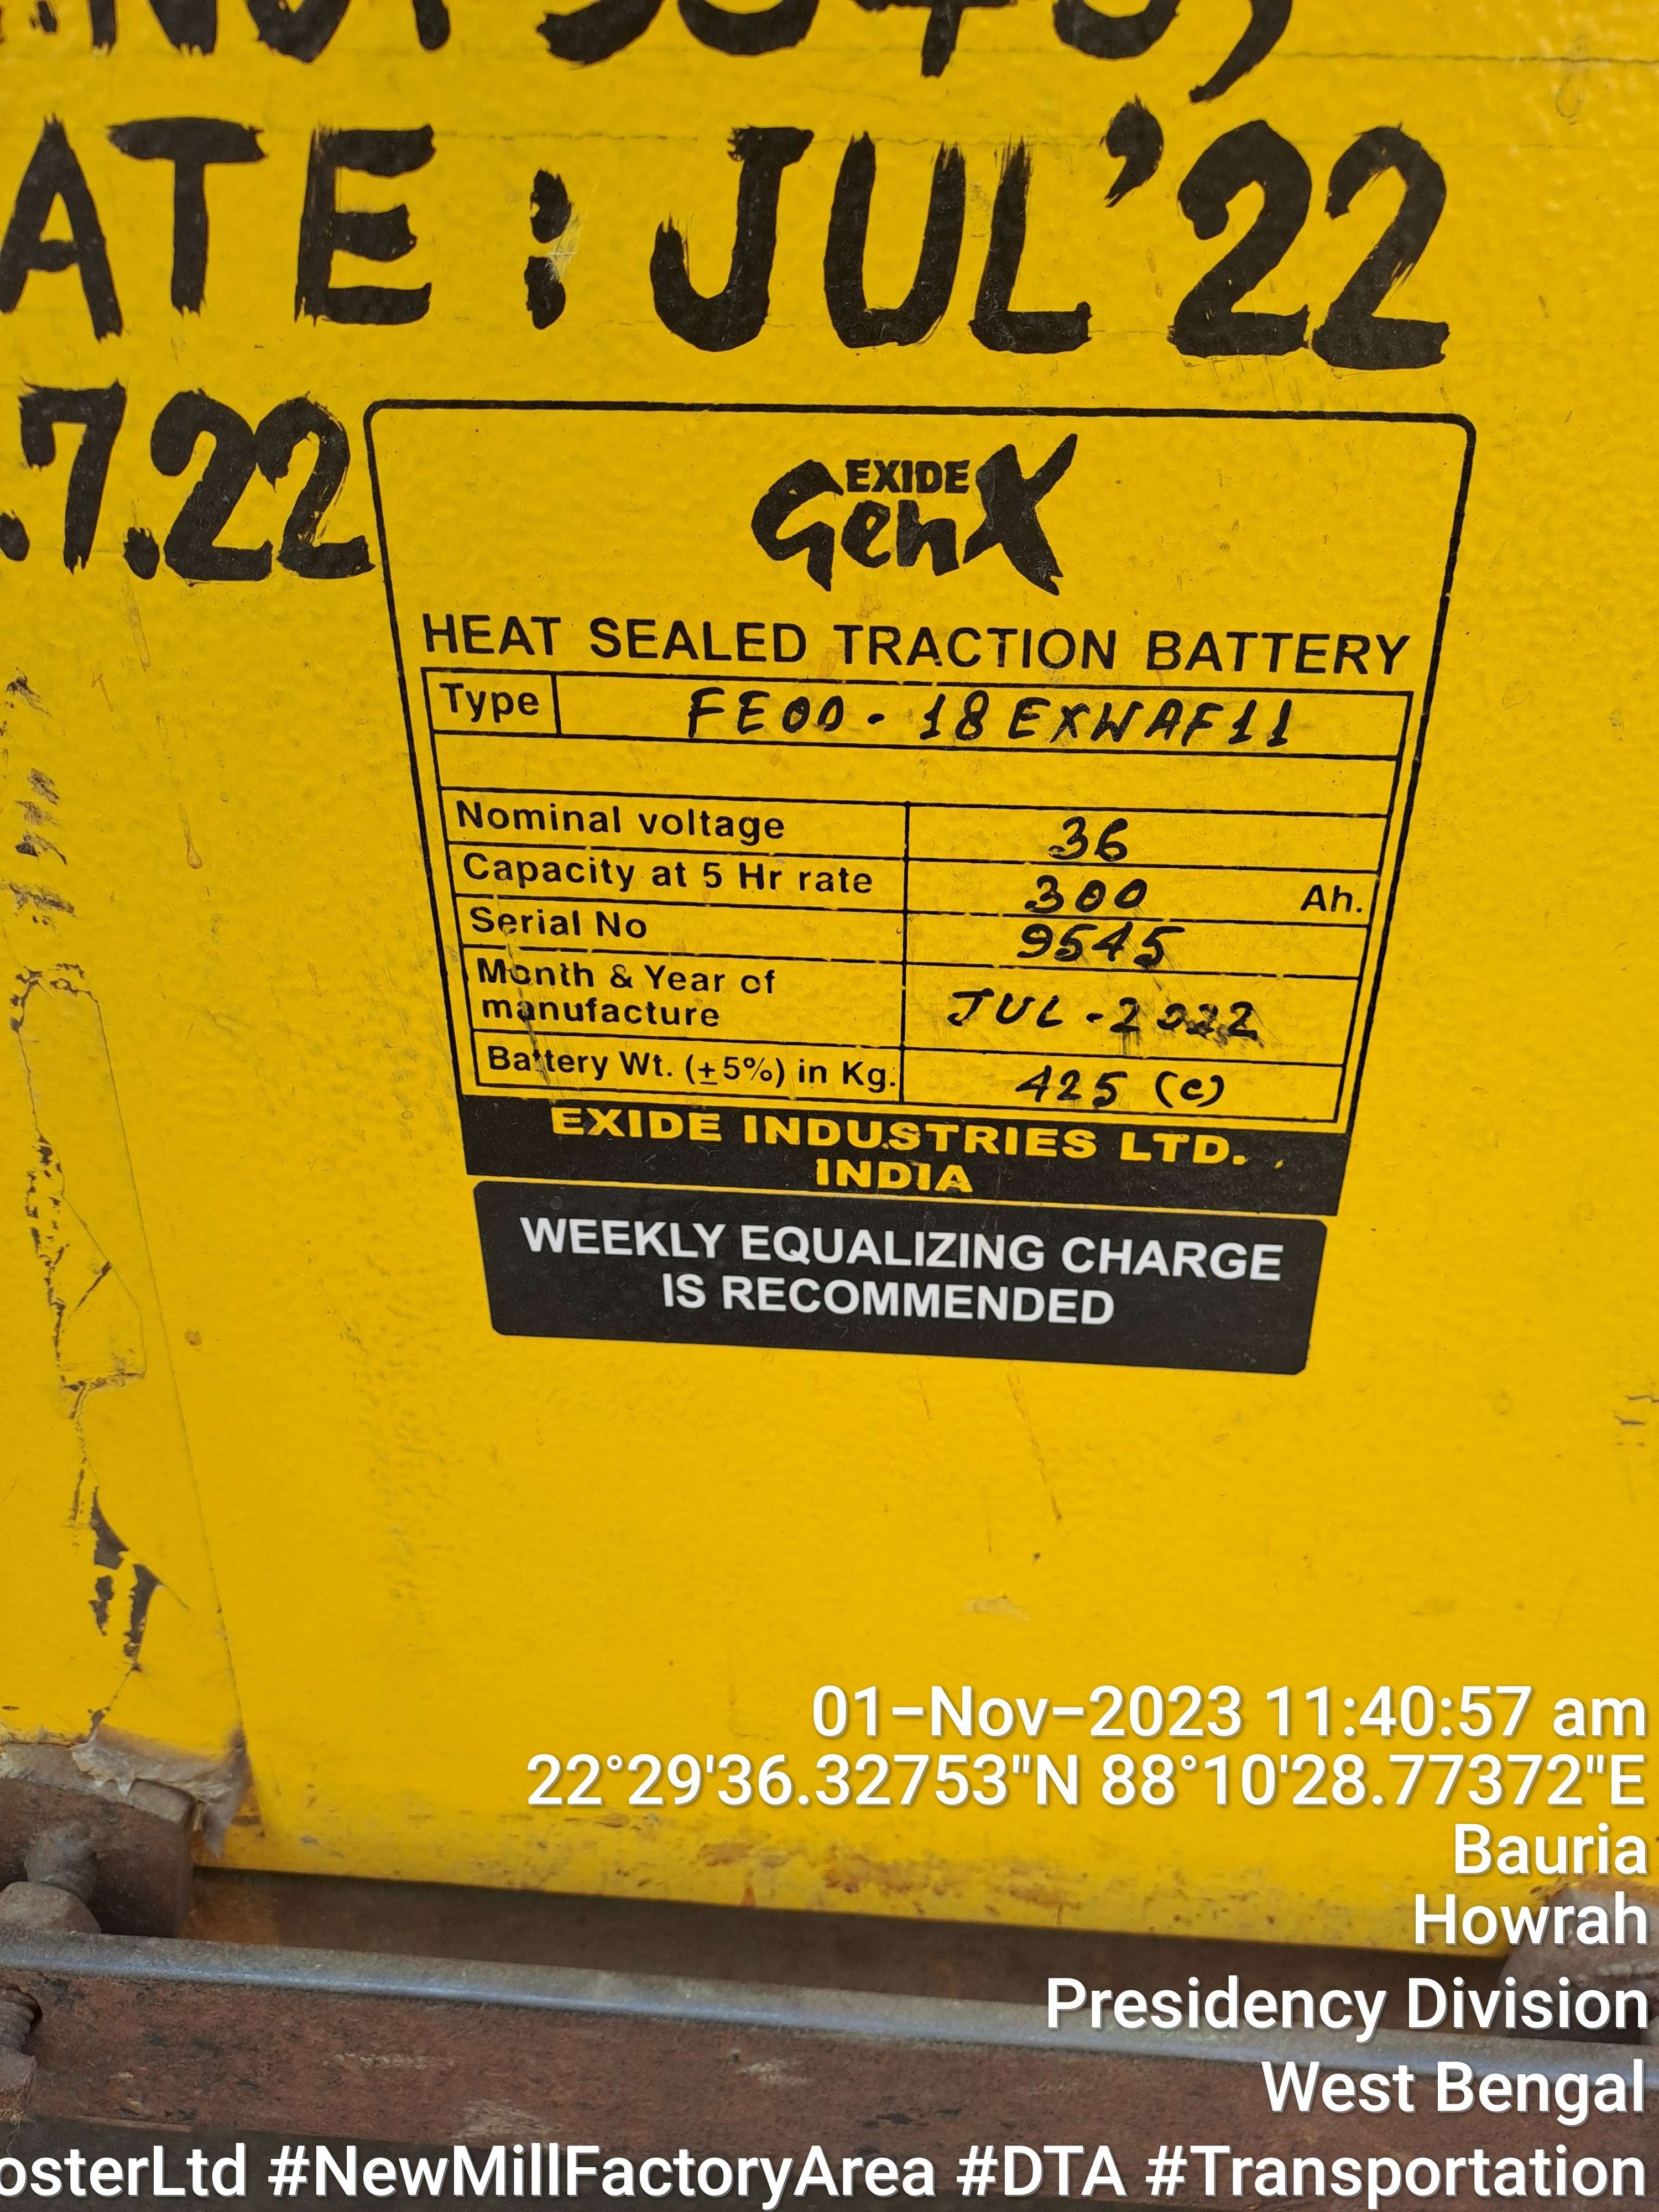 ATE : JUL'22
.7.22
EXIDE
GenX
HEAT SEALED TRACTION BATTERY
Type FE00-18EXWAF11
Nominal voltage 36
Capacity at 5 Hr rate 300 Ah.
Serial No 9545
Month & Year of
manufacture JUL-2022
Battery Wt. (±5%) in Kg. 425 (C)
EXIDE INDUSTRIES LTD.
INDIA
WEEKLY EQUALIZING CHARGE
IS RECOMMENDED
01-Nov-2023 11:40:57 am
22°29'36.32753"N 88°10'28.77372"E
Bauria
Howrah
Presidency Division
West Bengal
osterLtd #NewMillFactoryArea #DTA #Transportation